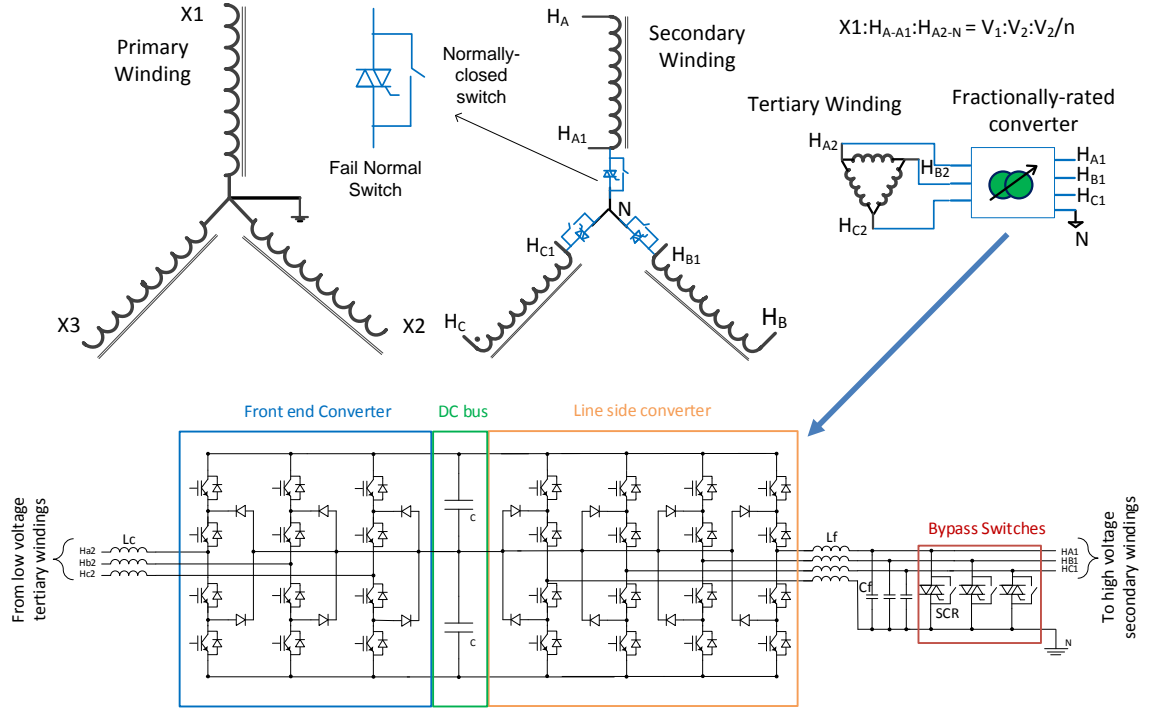 X1
Primary
Winding
X3
X2
Normally-
closed
switch
Fail Normal
Switch
HA
Secondary
Winding
HA1
N
HC1
HB1
HC
HB
X1:HA-A1:HA2-N = V1:V2:V2/n
Tertiary Winding
HA2
HB2
HC2
Fractionally-rated
converter
HA1
HB1
HC1
N
Front end Converter
DC bus
Line side converter
From low voltage
tertiary windings
Lc
Ha2
Hb2
Hc2
C
C
Lf
Cf
Bypass Switches
SCR
HA1
HB1
HC1
N
To high voltage
secondary windings